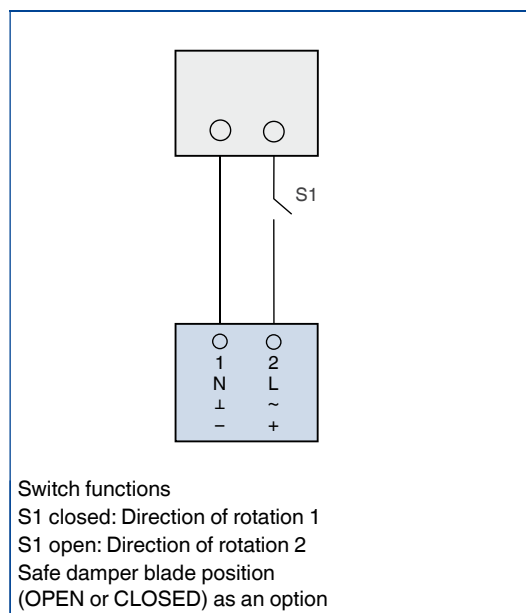 S1
1 2
N L
⊥ ~
– +
Switch functions
S1 closed: Direction of rotation 1
S1 open: Direction of rotation 2
Safe damper blade position
(OPEN or CLOSED) as an option